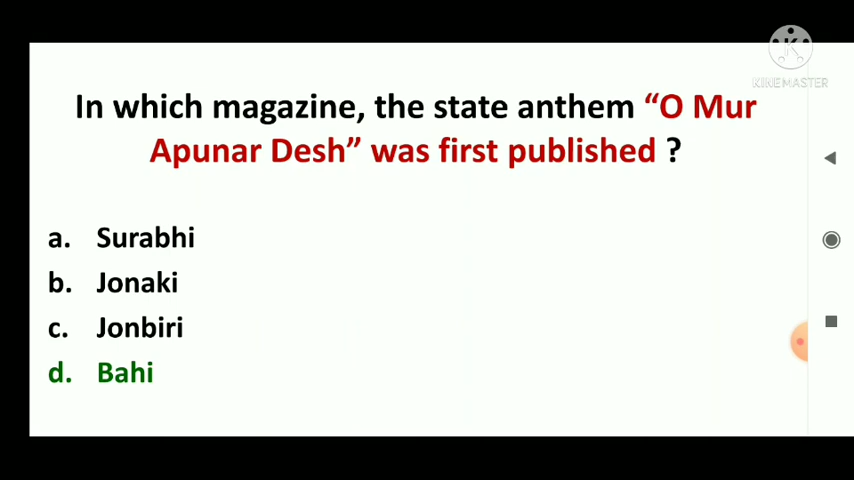 KINEMASTER
In which magazine, the state anthem “O Mur
Apunar Desh” was first published ?
a. Surabhi
b. Jonaki
c. Jonbiri
d. Bahi